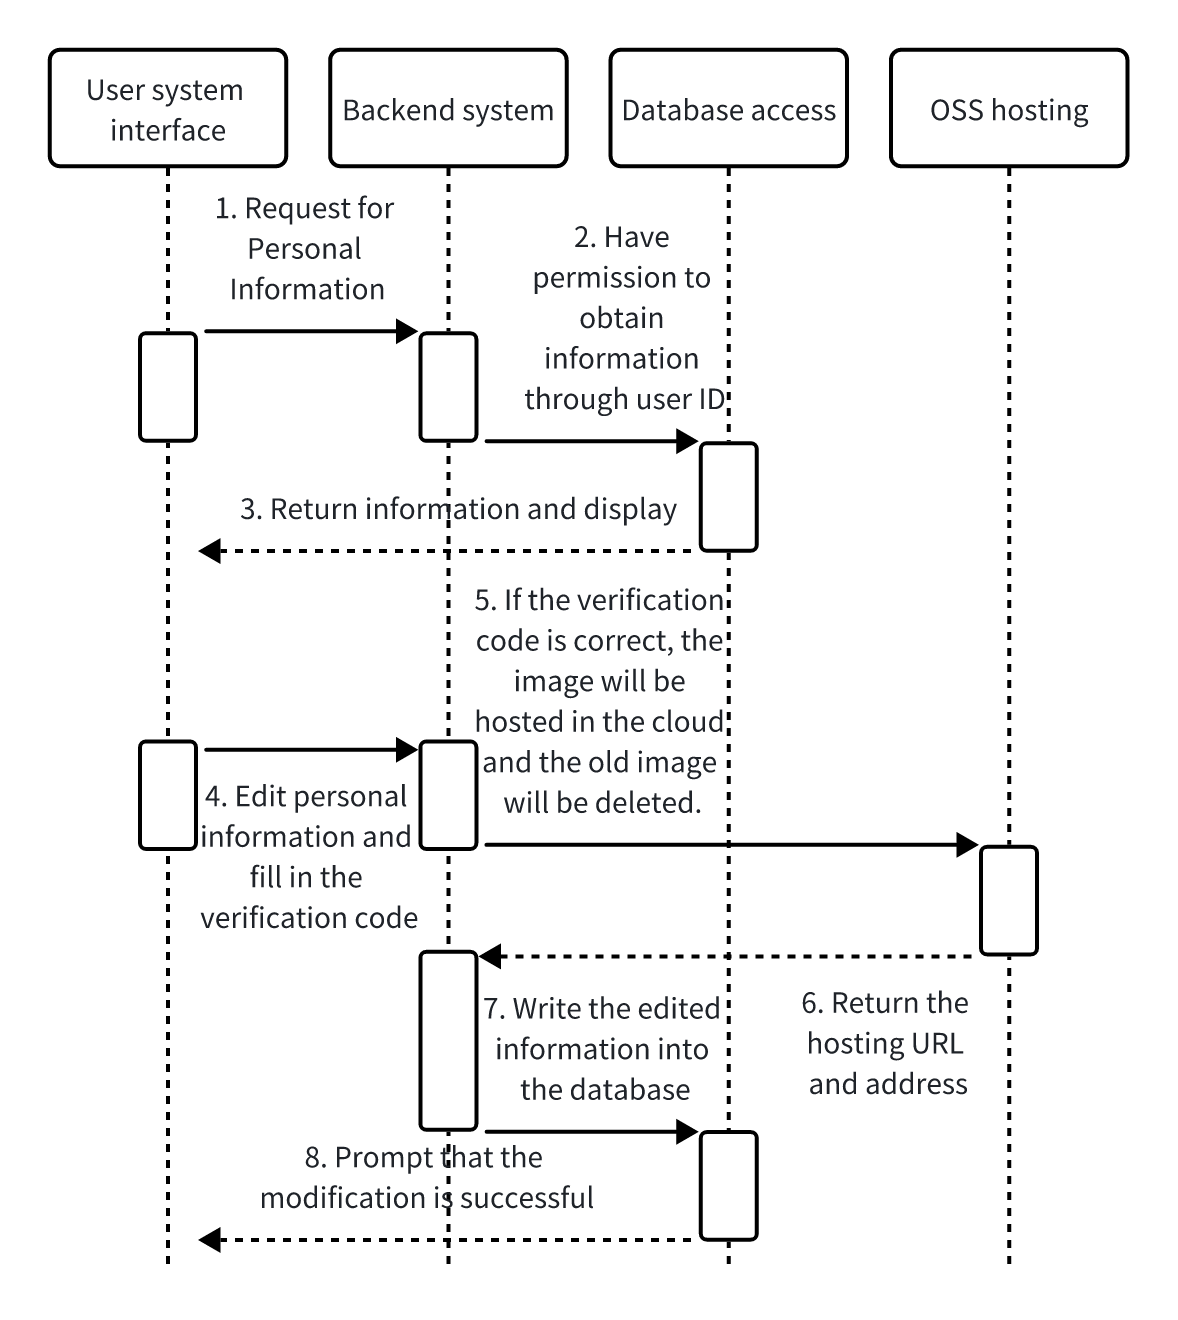 User system
interface
Backend system
Database access
OSS hosting
1. Request for
Personal
Information
2. Have
permission to
obtain
information
through user ID
3. Return information and display
4. Edit personal
information and
fill in the
verification code
5. If the verification
code is correct, the
image will be
hosted in the cloud
and the old image
will be deleted.
6. Return the
hosting URL
and address
7. Write the edited
information into
the database
8. Prompt that the
modification is successful